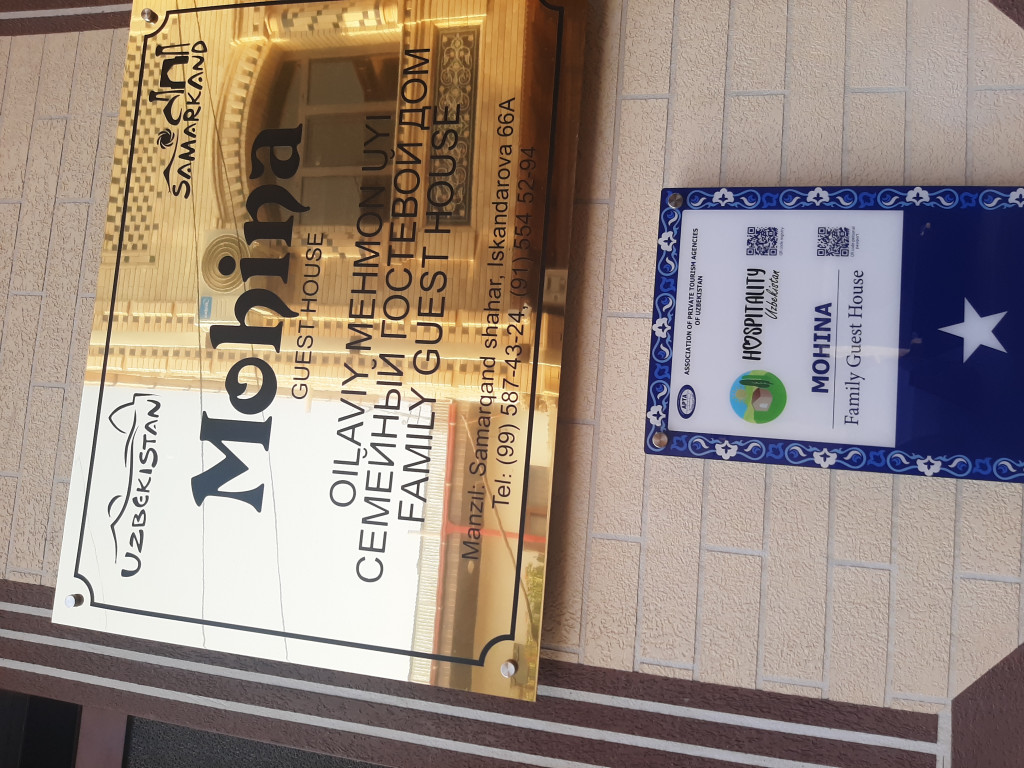 UZBEKISTAN
SAMARKAND
Mohina
GUEST HOUSE
OILAVIY MEHMON UYI
СЕМЕЙНЫЙ ГОСТЕВОЙ ДОМ
FAMILY GUEST HOUSE
Manzil: Samarqand shahar, Iskandarova 66A
Tel: (99) 587-43-24, (91) 554 52-94
ASSOCIATION OF PRIVATE TOURISM AGENCIES
OF UZBEKISTAN
HOSPITALITY
Uzbekistan
MOHINA
Family Guest House